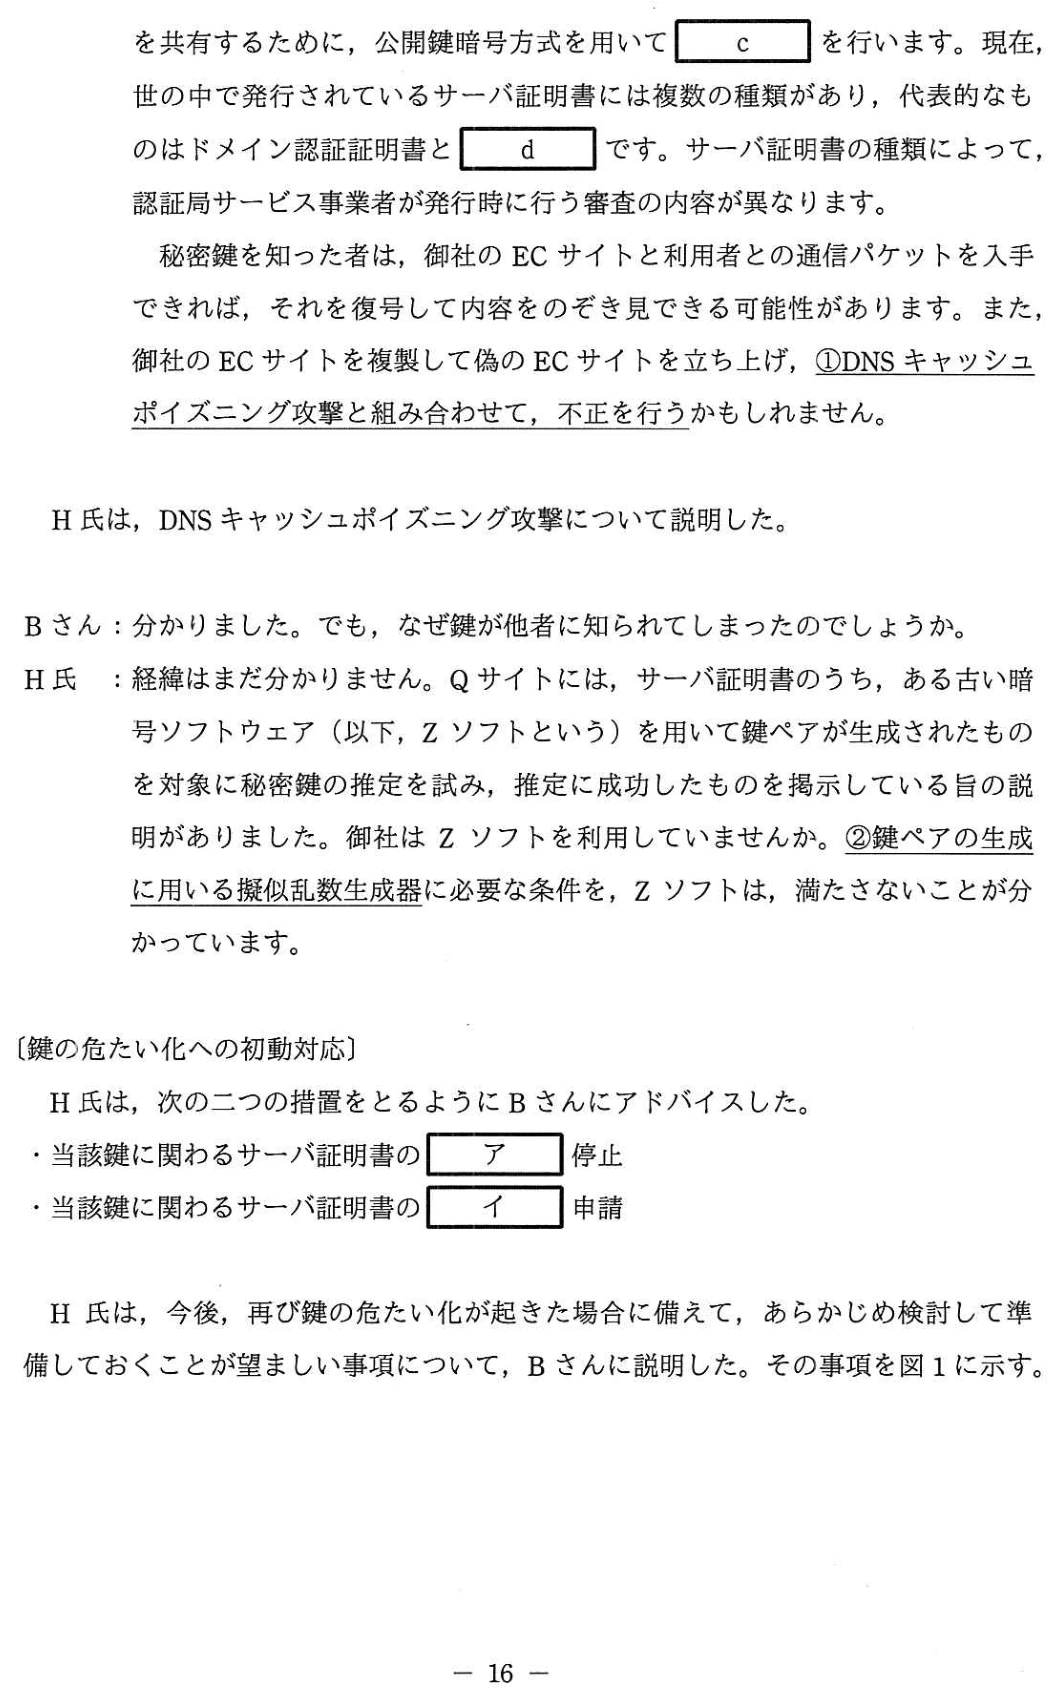 を共有するために，公開鍵暗号方式を用いて c を行います。現在，
世の中で発行されているサーバ証明書には複数の種類があり，代表的なも
のはドメイン認証証明書と d です。サーバ証明書の種類によって，
認証局サービス事業者が発行時に行う審査の内容が異なります。
秘密鍵を知った者は，御社の EC サイトと利用者との通信パケットを入手
できれば，それを復号して内容をのぞき見できる可能性があります。また，
御社の EC サイトを複製して偽の EC サイトを立ち上げ，①DNS キャッシュ
ポイズニング攻撃と組み合わせて，不正を行うかもしれません。
H 氏は，DNS キャッシュポイズニング攻撃について説明した。
B さん：分かりました。でも，なぜ鍵が他者に知られてしまったのでしょうか。
H 氏　：経緯はまだ分かりません。Q サイトには，サーバ証明書のうち，ある古い暗
号ソフトウェア（以下，Z ソフトという）を用いて鍵ペアが生成されたもの
を対象に秘密鍵の推定を試み，推定に成功したものを掲示している旨の説
明がありました。御社は Z ソフトを利用していませんか。②鍵ペアの生成
に用いる擬似乱数生成器に必要な条件を，Z ソフトは，満たさないことが分
かっています。
〔鍵の危たい化への初動対応〕
H 氏は，次の二つの措置をとるように B さんにアドバイスした。
・当該鍵に関わるサーバ証明書の ア 停止
・当該鍵に関わるサーバ証明書の イ 申請
H 氏は，今後，再び鍵の危たい化が起きた場合に備えて，あらかじめ検討して準
備しておくことが望ましい事項について，B さんに説明した。その事項を図 1 に示す。
－ 16 －